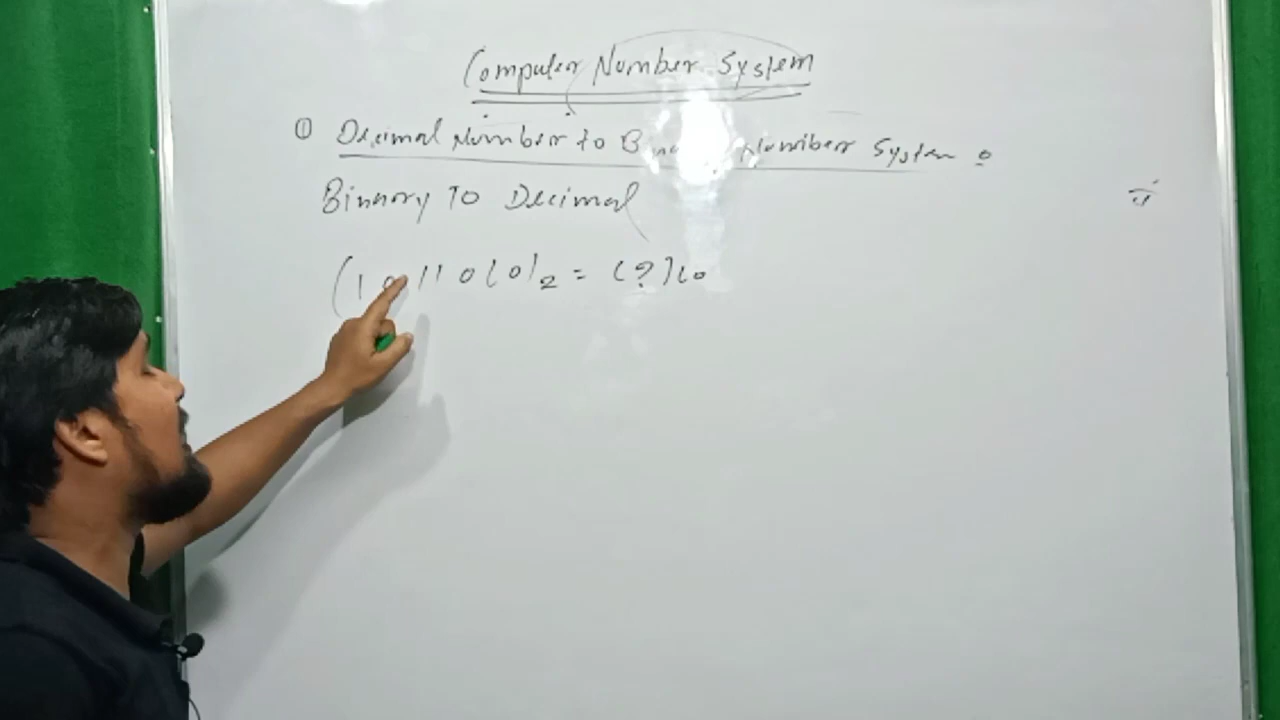 Computer Number System
① Decimal Number to Number System :
Binary To Decimal
(1011010)2 = (?)10